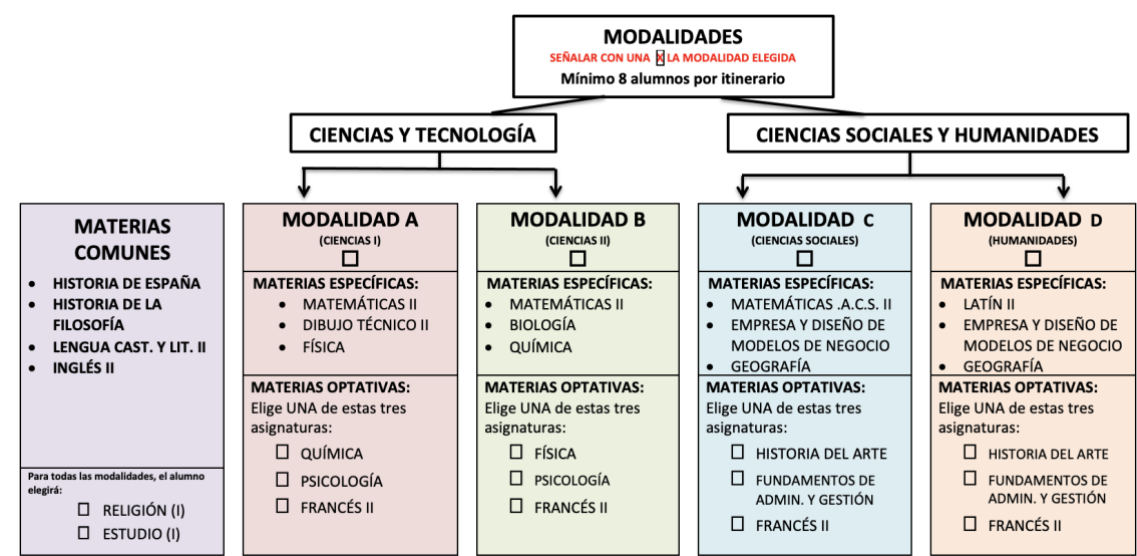 MODALIDADES
SEÑALAR CON UNA X LA MODALIDAD ELEGIDA
Mínimo 8 alumnos por itinerario
CIENCIAS Y TECNOLOGÍA
CIENCIAS SOCIALES Y HUMANIDADES
MATERIAS
COMUNES
• HISTORIA DE ESPAÑA
• HISTORIA DE LA
FILOSOFÍA
• LENGUA CAST. Y LIT. II
• INGLÉS II
Para todas las modalidades, el alumno
elegirá:
☐ RELIGIÓN (I)
☐ ESTUDIO (I)
MODALIDAD A
(CIENCIAS I)
☐
MATERIAS ESPECÍFICAS:
• MATEMÁTICAS II
• DIBUJO TÉCNICO II
• FÍSICA
MATERIAS OPTATIVAS:
Elige UNA de estas tres
asignaturas:
☐ QUÍMICA
☐ PSICOLOGÍA
☐ FRANCÉS II
MODALIDAD B
(CIENCIAS II)
☐
MATERIAS ESPECÍFICAS:
• MATEMÁTICAS II
• BIOLOGÍA
• QUÍMICA
MATERIAS OPTATIVAS:
Elige UNA de estas tres
asignaturas:
☐ FÍSICA
☐ PSICOLOGÍA
☐ FRANCÉS II
MODALIDAD C
(CIENCIAS SOCIALES)
☐
MATERIAS ESPECÍFICAS:
• MATEMÁTICAS .A.C.S. II
• EMPRESA Y DISEÑO DE
MODELOS DE NEGOCIO
• GEOGRAFÍA
MATERIAS OPTATIVAS:
Elige UNA de estas tres
asignaturas:
☐ HISTORIA DEL ARTE
☐ FUNDAMENTOS DE
ADMIN. Y GESTIÓN
☐ FRANCÉS II
MODALIDAD D
(HUMANIDADES)
☐
MATERIAS ESPECÍFICAS:
• LATÍN II
• EMPRESA Y DISEÑO DE
MODELOS DE NEGOCIO
• GEOGRAFÍA
MATERIAS OPTATIVAS:
Elige UNA de estas tres
asignaturas:
☐ HISTORIA DEL ARTE
☐ FUNDAMENTOS DE
ADMIN. Y GESTIÓN
☐ FRANCÉS II